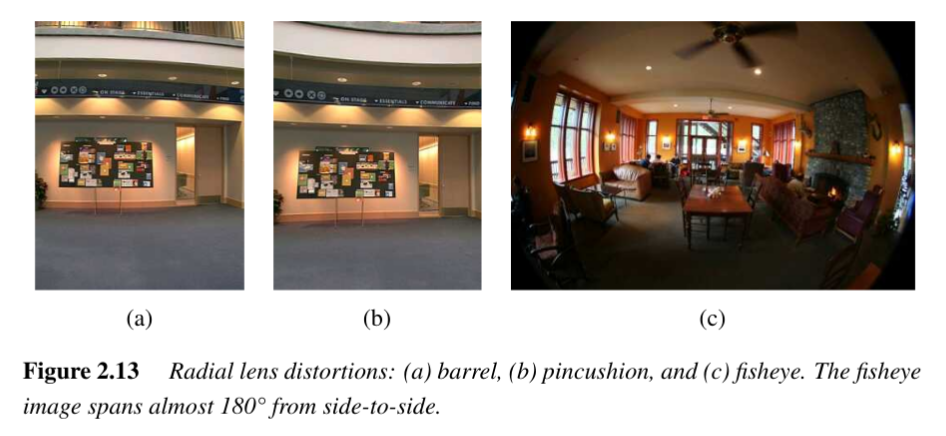 ESSENTIALS
(a)
(b)
(c)
Figure 2.13 Radial lens distortions: (a) barrel, (b) pincushion, and (c) fisheye. The fisheye
image spans almost 180° from side-to-side.